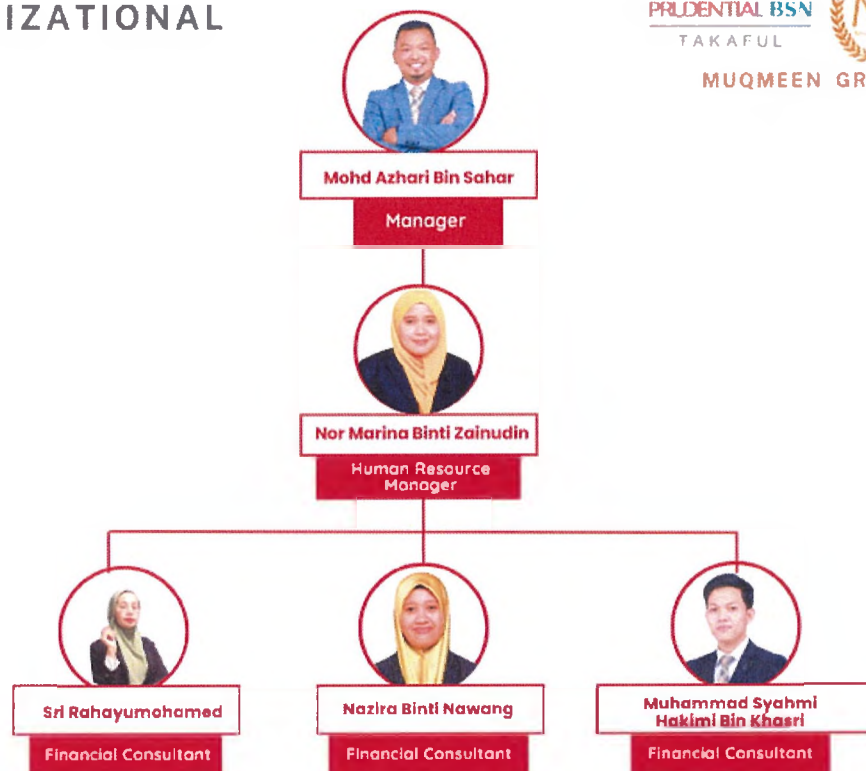 IZATIONAL
PRUDENTIAL BSN
TAKAFUL
MUQMEEN GR
Mohd Azhari Bin Sahar
Manager
Nor Marina Binti Zainudin
Human Resource
Manager
Sri Rahayumohamed
Nazira Binti Nawang
Muhammad Syahmi
Hakimi Bin Khasri
Financial Consultant
Financial Consultant
Financial Consultant